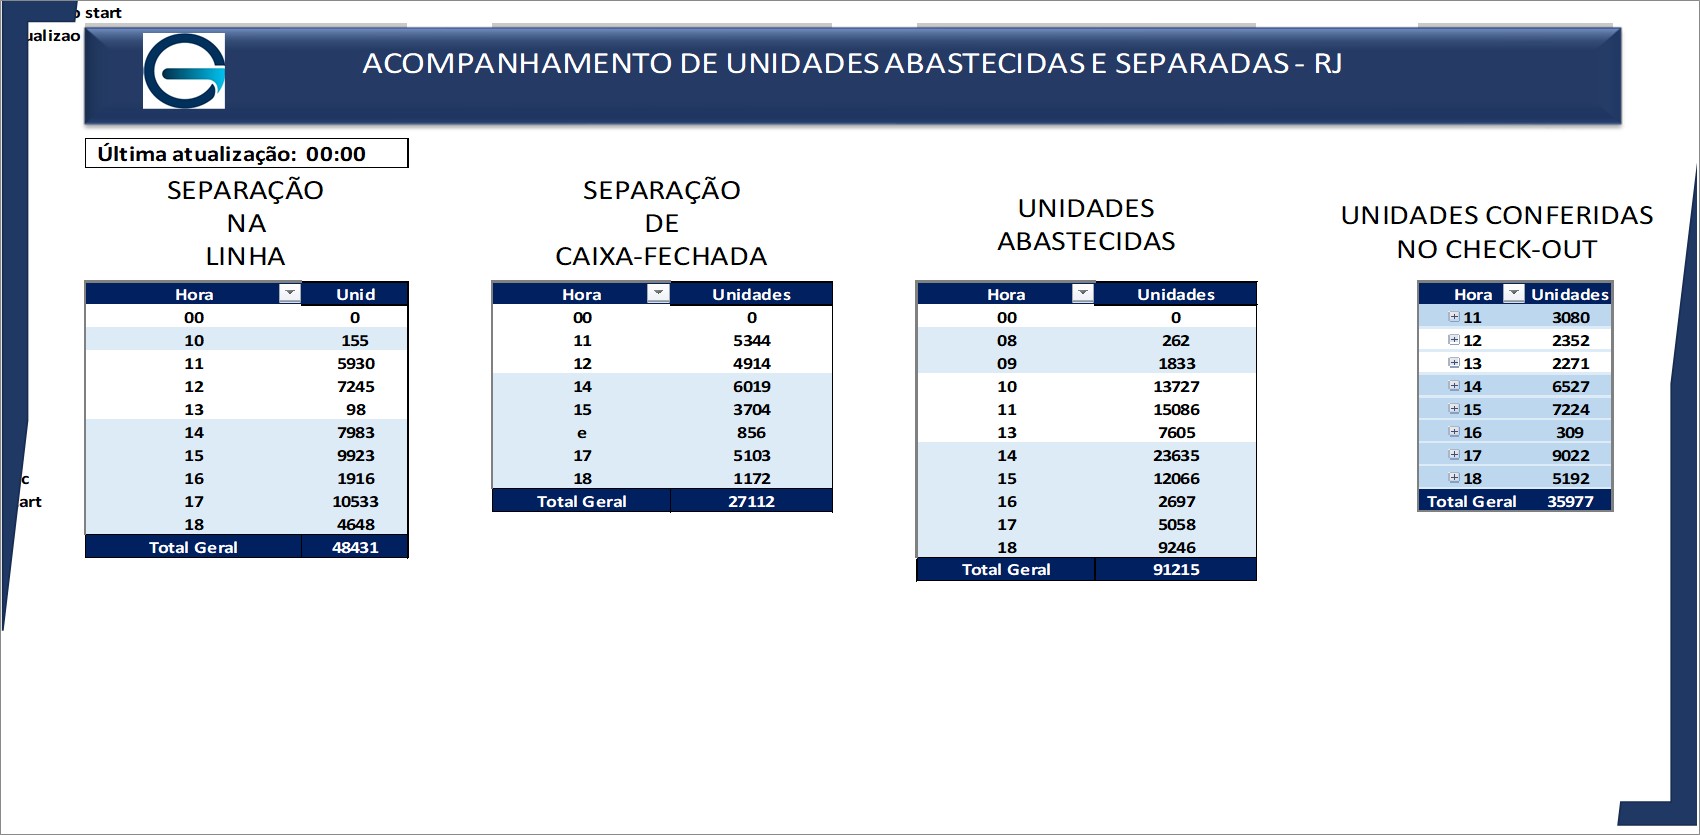 start
ualizao
ACOMPANHAMENTO DE UNIDADES ABASTECIDAS E SEPARADAS - RJ
Última atualização: 00:00
SEPARAÇÃO
NA
LINHA
Hora Unid
00 0
10 155
11 5930
12 7245
13 98
14 7983
15 9923
16 1916
17 10533
18 4648
Total Geral 48431
SEPARAÇÃO
DE
CAIXA-FECHADA
Hora Unidades
00 0
11 5344
12 4914
14 6019
15 3704
e 856
17 5103
18 1172
Total Geral 27112
UNIDADES
ABASTECIDAS
Hora Unidades
00 0
08 262
09 1833
10 13727
11 15086
13 7605
14 23635
15 12066
16 2697
17 5058
18 9246
Total Geral 91215
UNIDADES CONFERIDAS
NO CHECK-OUT
Hora Unidades
11 3080
12 2352
13 2271
14 6527
15 7224
16 309
17 9022
18 5192
Total Geral 35977
c
art